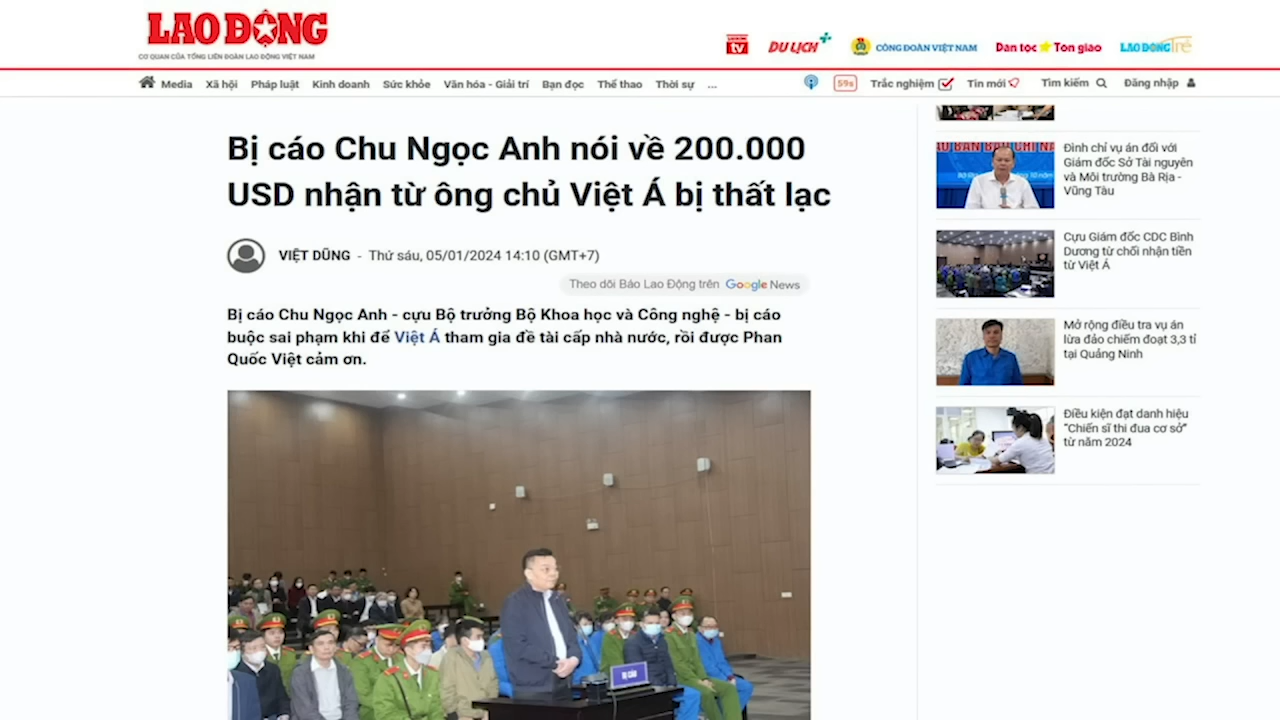 LAO ĐỘNG
CƠ QUAN CỦA TỔNG LIÊN ĐOÀN LAO ĐỘNG VIỆT NAM
tv
DU LỊCH
CÔNG ĐOÀN VIỆT NAM
Dân tộc Tôn giáo
LAO ĐỘNG Trẻ
Media
Xã hội
Pháp luật
Kinh doanh
Sức khỏe
Văn hóa - Giải trí
Bạn đọc
Thể thao
Thời sự
...
59s
Trắc nghiệm
Tin mới
Tìm kiếm
Đăng nhập
Bị cáo Chu Ngọc Anh nói về 200.000
USD nhận từ ông chủ Việt Á bị thất lạc
VIỆT DŨNG - Thứ sáu, 05/01/2024 14:10 (GMT+7)
Theo dõi Báo Lao Động trên Google News
Bị cáo Chu Ngọc Anh - cựu Bộ trưởng Bộ Khoa học và Công nghệ - bị cáo
buộc sai phạm khi để Việt Á tham gia đề tài cấp nhà nước, rồi được Phan
Quốc Việt cảm ơn.
BỊ CÁO
Đình chỉ vụ án đối với
Giám đốc Sở Tài nguyên
và Môi trường Bà Rịa -
Vũng Tàu
Cựu Giám đốc CDC Bình
Dương từ chối nhận tiền
từ Việt Á
Mở rộng điều tra vụ án
lừa đảo chiếm đoạt 3,3 tỉ
tại Quảng Ninh
Điều kiện đạt danh hiệu
“Chiến sĩ thi đua cơ sở”
từ năm 2024